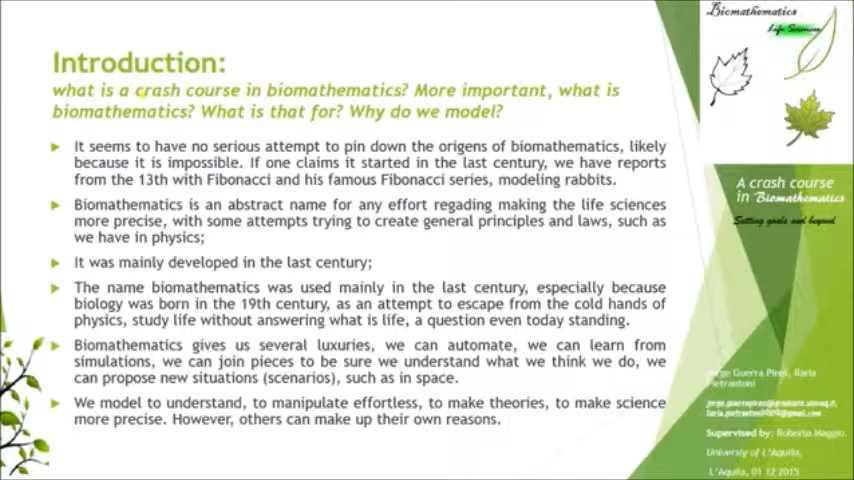 Introduction:
what is a crash course in biomathematics? More important, what is
biomathematics? What is that for? Why do we model?
It seems to have no serious attempt to pin down the origens of biomathematics, likely
because it is impossible. If one claims it started in the last century, we have reports
from the 13th with Fibonacci and his famous Fibonacci series, modeling rabbits.
Biomathematics is an abstract name for any effort regading making the life sciences
more precise, with some attempts trying to create general principles and laws, such as
we have in physics;
It was mainly developed in the last century;
The name biomathematics was used mainly in the last century, especially because
biology was born in the 19th century, as an attempt to escape from the cold hands of
physics, study life without answering what is life, a question even today standing.
Biomathematics gives us several luxuries, we can automate, we can learn from
simulations, we can join pieces to be sure we understand what we think we do, we
can propose new situations (scenarios), such as in space.
We model to understand, to manipulate effortless, to make theories, to make science
more precise. However, others can make up their own reasons.
Biomathematics
Life Sciences
A crash course
in Biomathematics
Setting goals and beyond
Jorge Guerra Pires, Ilaria
Pietrantoni
Supervised by: Roberto Maggio,
University of L'Aquila,
L'Aquila, 01 12 2015